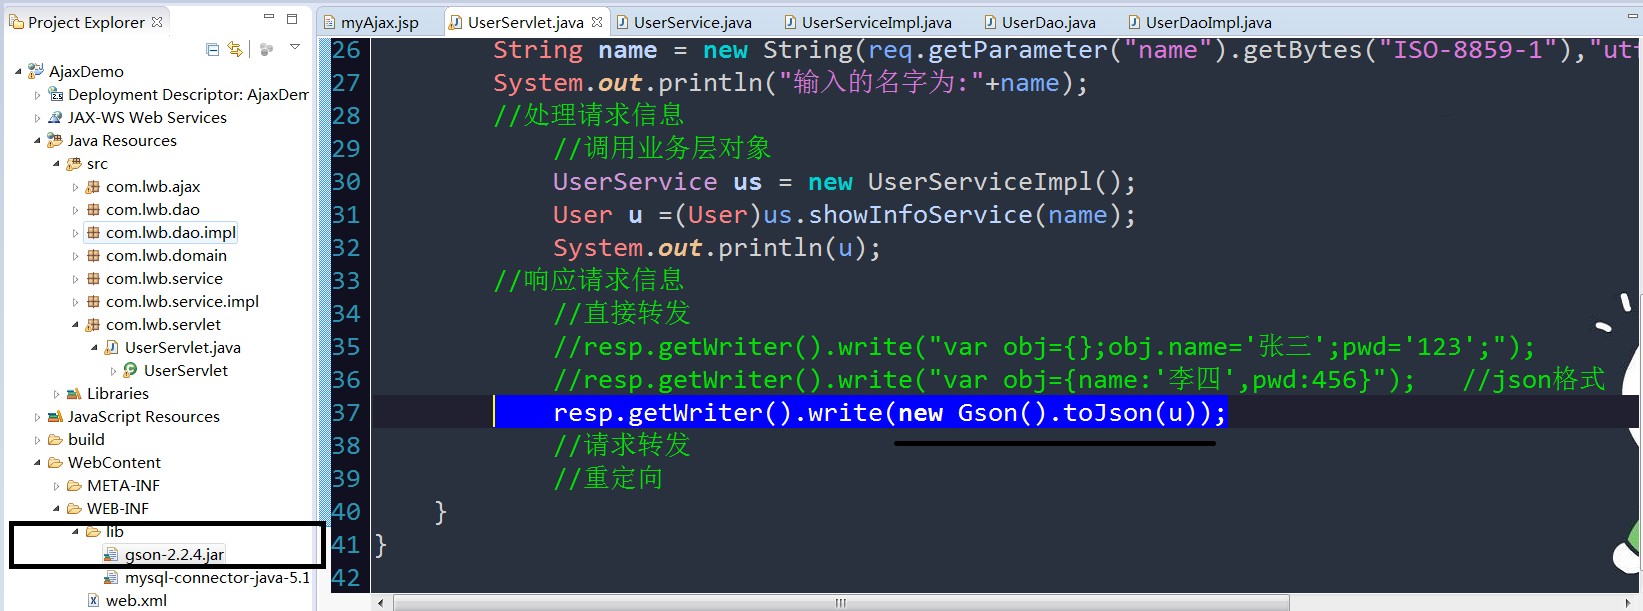 Project Explorer
AjaxDemo
Deployment Descriptor: AjaxDem
JAX-WS Web Services
Java Resources
src
com.lwb.ajax
com.lwb.dao
com.lwb.dao.impl
com.lwb.domain
com.lwb.service
com.lwb.service.impl
com.lwb.servlet
UserServlet.java
UserServlet
Libraries
JavaScript Resources
build
WebContent
META-INF
WEB-INF
lib
gson-2.2.4.jar
mysql-connector-java-5.1
web.xml
myAjax.jsp UserServlet.java UserService.java UserServiceImpl.java UserDao.java UserDaoImpl.java
26 String name = new String(req.getParameter("name").getBytes("ISO-8859-1"),"ut
27 System.out.println("输入的名字为:"+name);
28 //处理请求信息
29 //调用业务层对象
30 UserService us = new UserServiceImpl();
31 User u =(User)us.showInfoService(name);
32 System.out.println(u);
33 //响应请求信息
34 //直接转发
35 //resp.getWriter().write("var obj={};obj.name='张三';pwd='123';");
36 //resp.getWriter().write("var obj={name:'李四',pwd:456}"); //json格式
37 resp.getWriter().write(new Gson().toJson(u));
38 //请求转发
39 //重定向
40 }
41 }
42